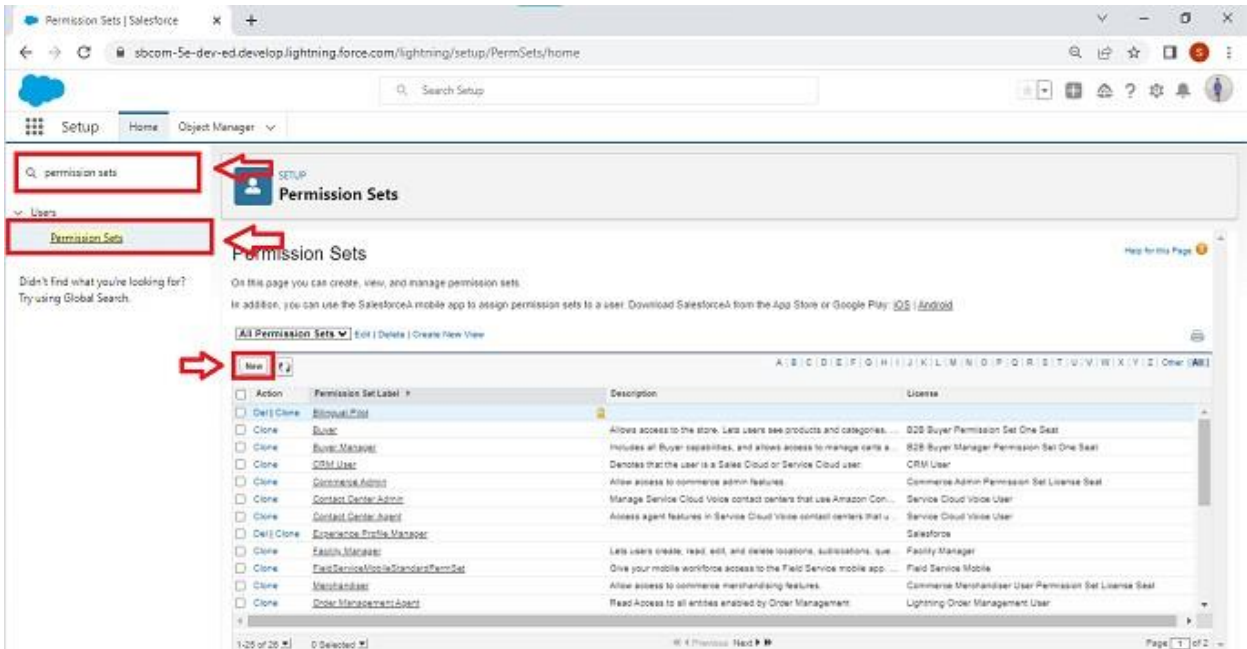 Permission Sets | Salesforce
sbcom-5e-dev-ed.develop.lightning.force.com/lightning/setup/PermSets/home
S
Search Setup
Setup Home Object Manager
permission sets
Users
Permission Sets
Didn't find what you're looking for?
Try using Global Search.
SETUP
Permission Sets
Permission Sets
Help for this Page
On this page you can create, view, and manage permission sets.
In addition, you can use the SalesforceA mobile app to assign permission sets to a user. Download SalesforceA from the App Store or Google Play: iOS | Android
All Permission Sets Edit | Delete | Create New View
New A | B | C | D | E | F | G | H | I | J | K | L | M | N | O | P | Q | R | S | T | U | V | W | X | Y | Z | Other | All
Action Permission Set Label Description License
Del | Clone Bilingual Pilot
Clone Buyer Allows access to the store. Lets users see products and categories, ... B2B Buyer Permission Set One Seat
Clone Buyer Manager Includes all Buyer capabilities, and allows access to manage carts a... B2B Buyer Manager Permission Set One Seat
Clone CRM User Denotes that the user is a Sales Cloud or Service Cloud user. CRM User
Clone Commerce Admin Allow access to commerce admin features. Commerce Admin Permission Set License Seat
Clone Contact Center Admin Manage Service Cloud Voice contact centers that use Amazon Con... Service Cloud Voice User
Clone Contact Center Agent Access agent features in Service Cloud Voice contact centers that u... Service Cloud Voice User
Del | Clone Experience Profile Manager Salesforce
Clone Facility Manager Lets users create, read, edit, and delete locations, sublocations, que... Facility Manager
Clone FieldServiceMobileStandardPermSet Give your mobile workforce access to the Field Service mobile app. ... Field Service Mobile
Clone Merchandiser Allow access to commerce merchandising features. Commerce Merchandiser User Permission Set License Seat
Clone Order Management Agent Read Access to all entities enabled by Order Management Lightning Order Management User
1-25 of 26 0 Selected Previous Next Page 1 of 2